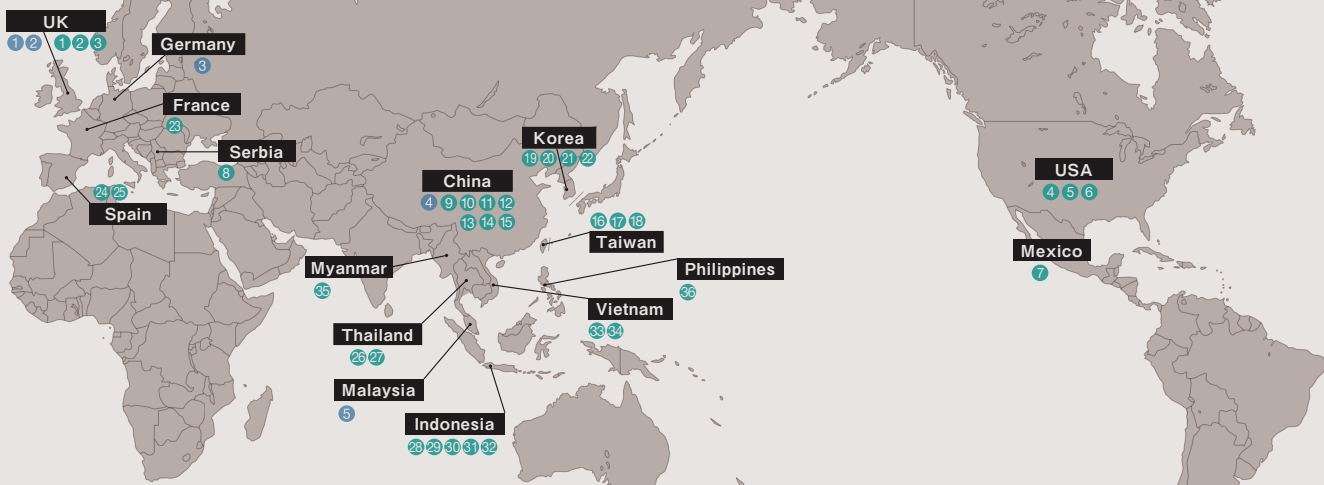 UK
1 2 1 2 3
Germany
3
France
23
Serbia
8
24 25
Spain
Korea
19 20 21 22
China
4 9 10 11 12
13 14 15
16 17 18
Taiwan
USA
4 5 6
Mexico
7
Myanmar
35
Philippines
36
Vietnam
33 34
Thailand
26 27
Malaysia
5
Indonesia
28 29 30 31 32